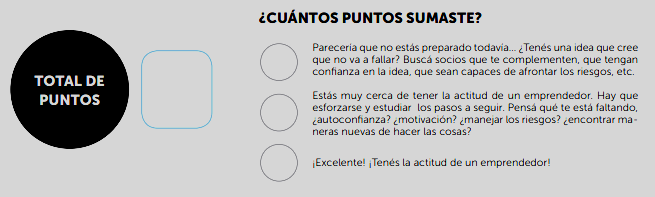 ¿CUÁNTOS PUNTOS SUMASTE?
TOTAL DE
PUNTOS
Parecería que no estás preparado todavía... ¿Tenés una idea que cree
que no va a fallar? Buscá socios que te complementen, que tengan
confianza en la idea, que sean capaces de afrontar los riesgos, etc.
Estás muy cerca de tener la actitud de un emprendedor. Hay que
esforzarse y estudiar los pasos a seguir. Pensá qué te está faltando,
¿autoconfianza? ¿motivación? ¿manejar los riesgos? ¿encontrar ma-
neras nuevas de hacer las cosas?
¡Excelente! ¡Tenés la actitud de un emprendedor!